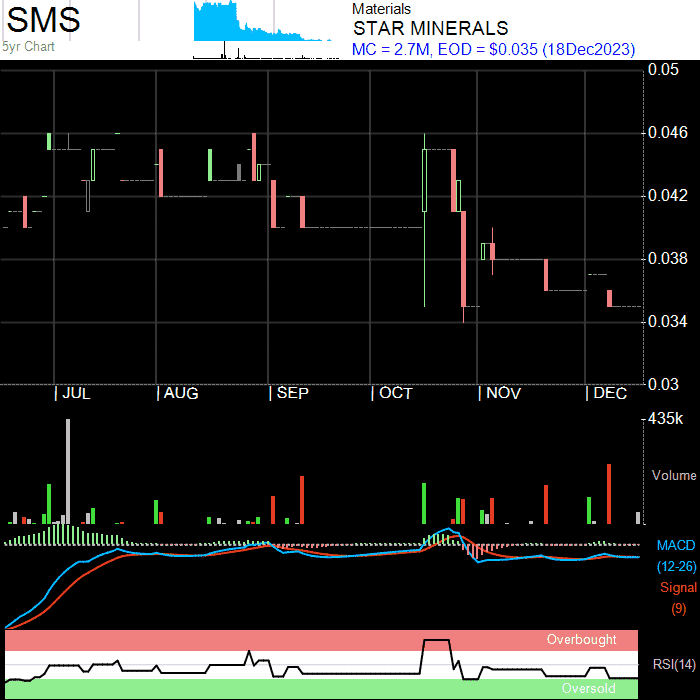 SMS
5yr Chart
Materials
STAR MINERALS
MC = 2.7M, EOD = $0.035 (18Dec2023)
0.05
0.046
0.042
0.038
0.034
0.03
JUL AUG SEP OCT NOV DEC
435k
Volume
MACD
(12-26)
Signal
(9)
Overbought
RSI(14)
Oversold